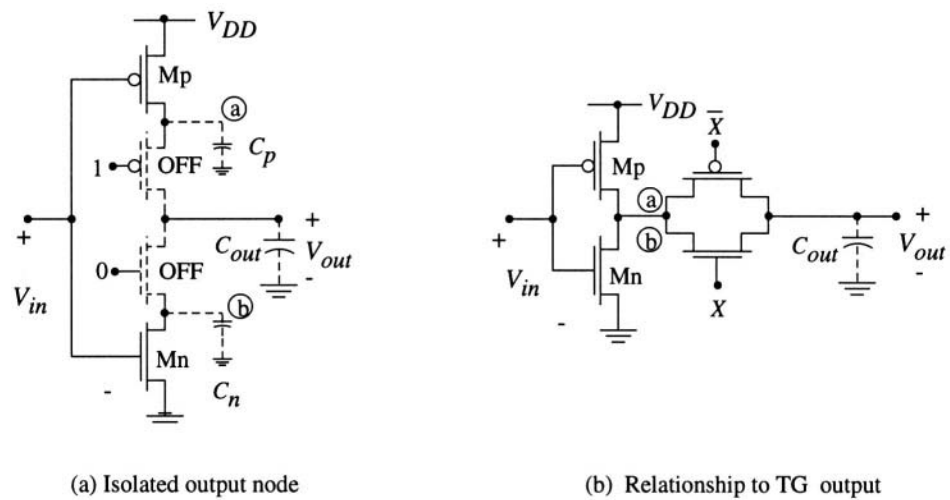 V_DD
Mp
ⓐ
C_p
1
OFF
+
+
C_out
V_out
-
0
OFF
V_in
ⓑ
Mn
-
C_n
(a) Isolated output node
V_DD
X̅
Mp
ⓐ
+
+
ⓑ
C_out
V_out
-
V_in
Mn
-
X
(b) Relationship to TG output